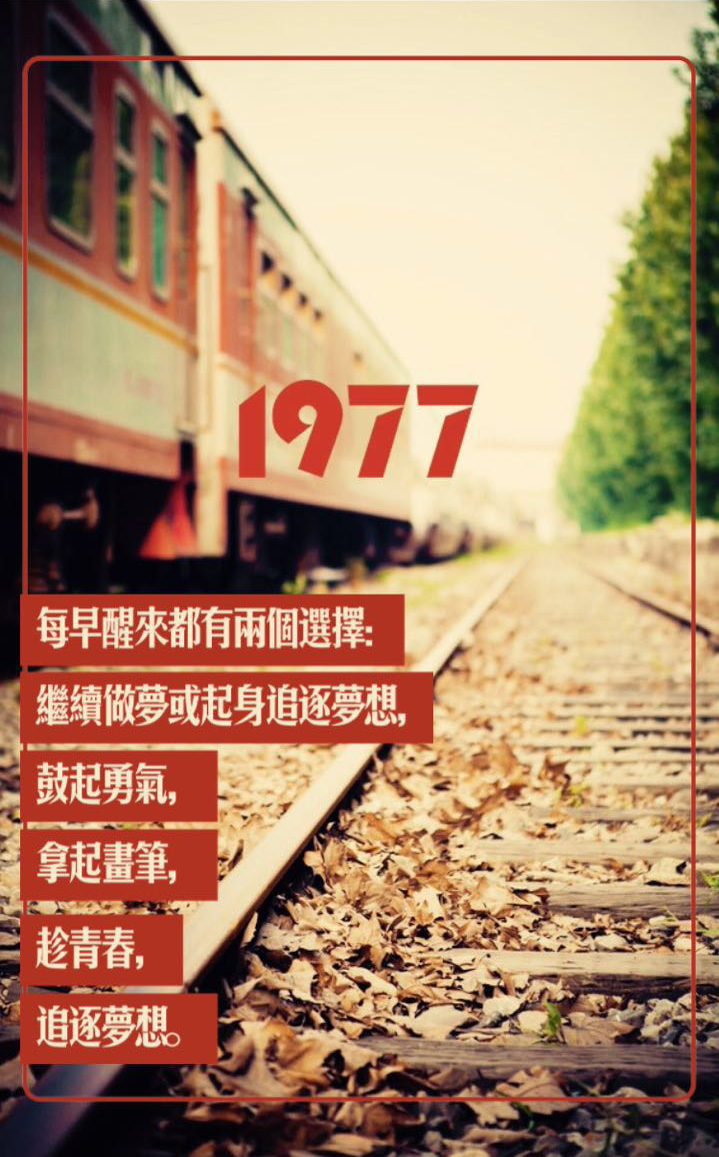 1977
每早醒來都有兩個選擇:
繼續做夢或起身追逐夢想,
鼓起勇氣,
拿起畫筆,
趁青春,
追逐夢想。